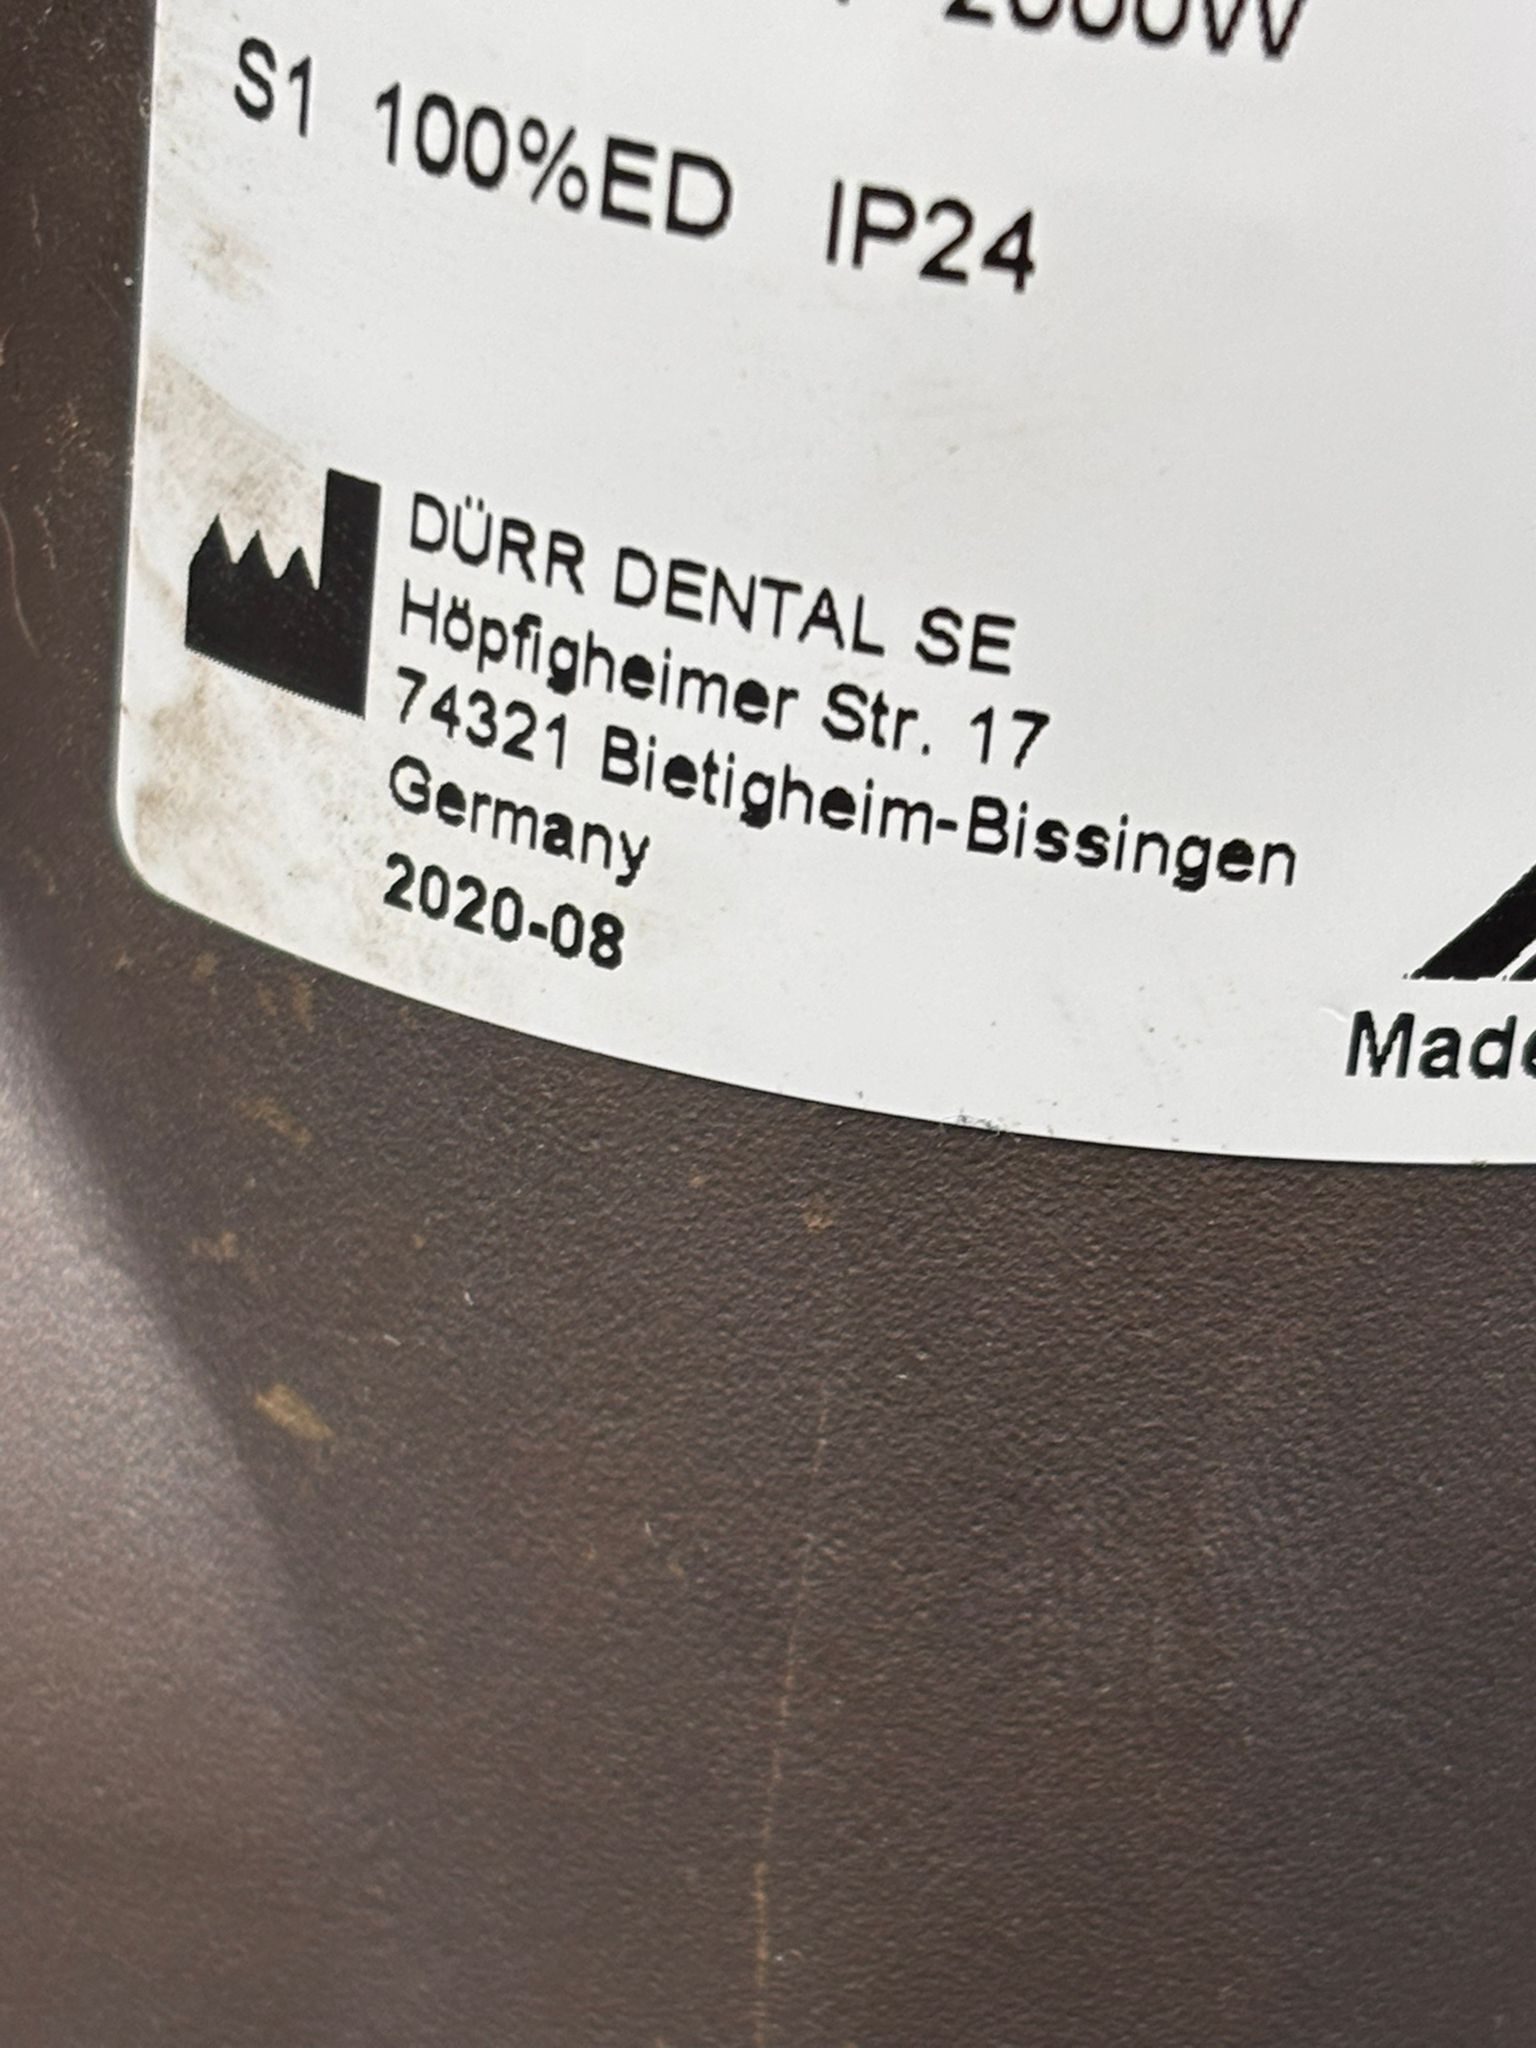 S1 100%ED IP24
DÜRR DENTAL SE
Höpfigheimer Str. 17
74321 Bietigheim-Bissingen
Germany
2020-08